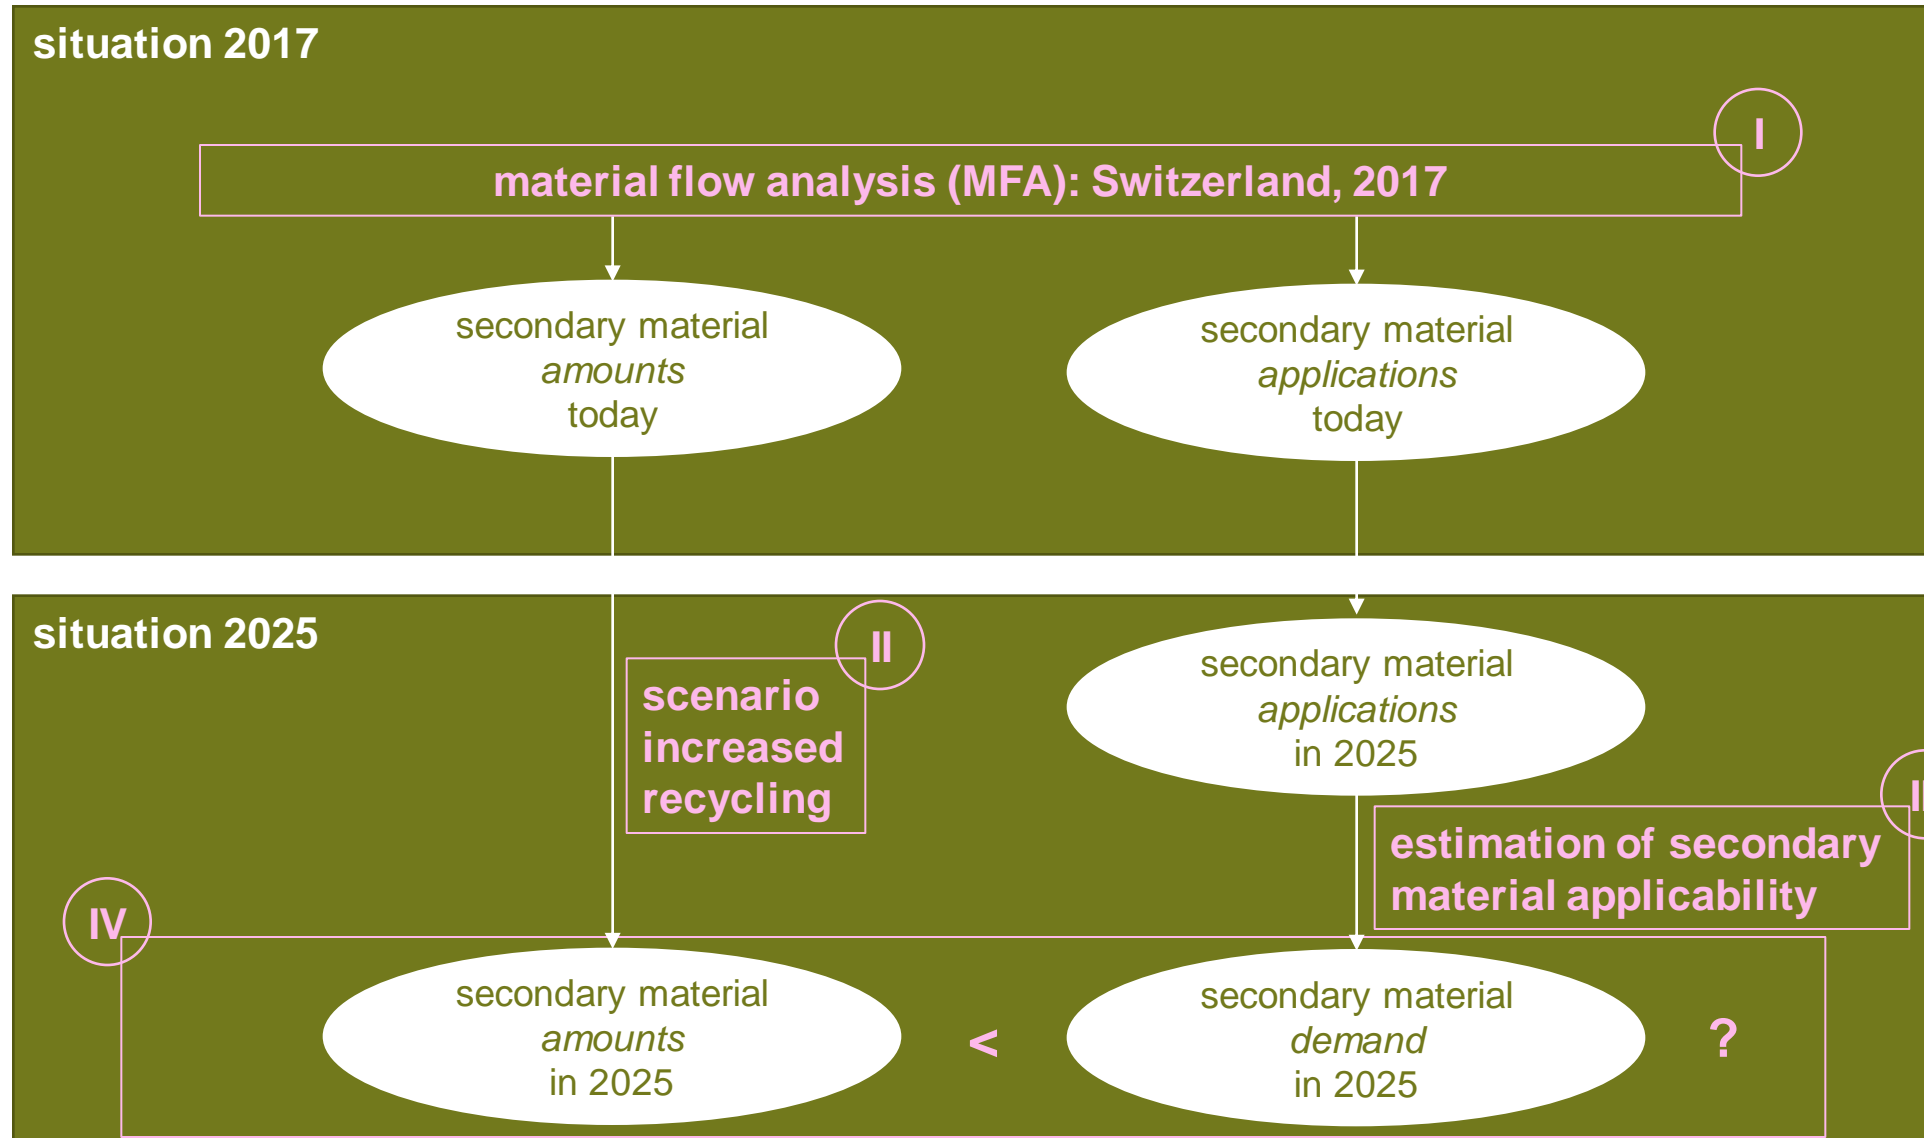 situation 2017
I
material flow analysis (MFA): Switzerland, 2017
secondary material
amounts
today
secondary material
applications
today
situation 2025
II
scenario
increased
recycling
secondary material
applications
in 2025
estimation of secondary
material applicability
IV
secondary material
amounts
in 2025
<
secondary material
demand
in 2025
?